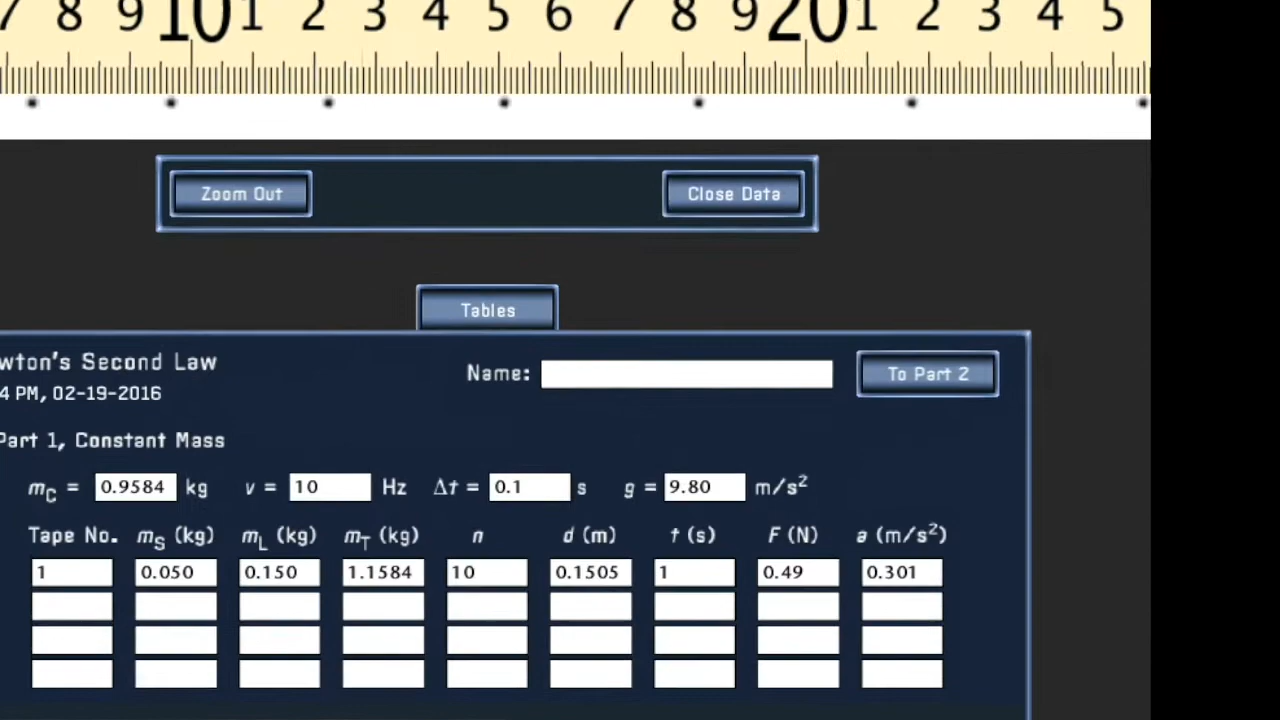 7 8 9 10 1 2 3 4 5 6 7 8 9 20 1 2 3 4 5
Zoom Out Close Data
Tables
wton's Second Law Name: To Part 2
4 PM, 02-19-2016
Part 1, Constant Mass
mC = 0.9584 kg ν = 10 Hz Δt = 0.1 s g = 9.80 m/s²
Tape No. mS (kg) mL (kg) mT (kg) n d (m) t (s) F (N) a (m/s²)
1 0.050 0.150 1.1584 10 0.1505 1 0.49 0.301